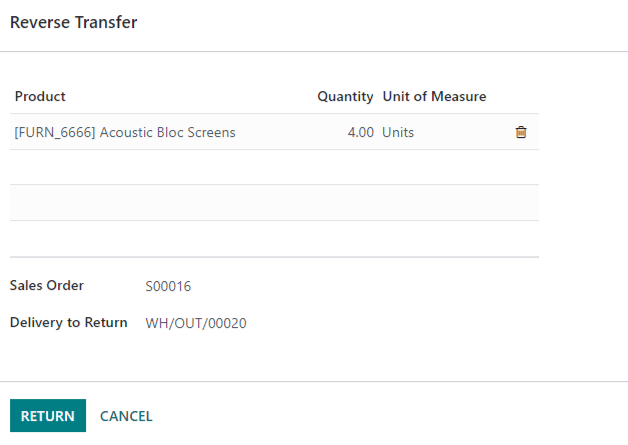 Reverse Transfer
Product Quantity Unit of Measure
[FURN_6666] Acoustic Bloc Screens 4.00 Units
Sales Order S00016
Delivery to Return WH/OUT/00020
RETURN CANCEL